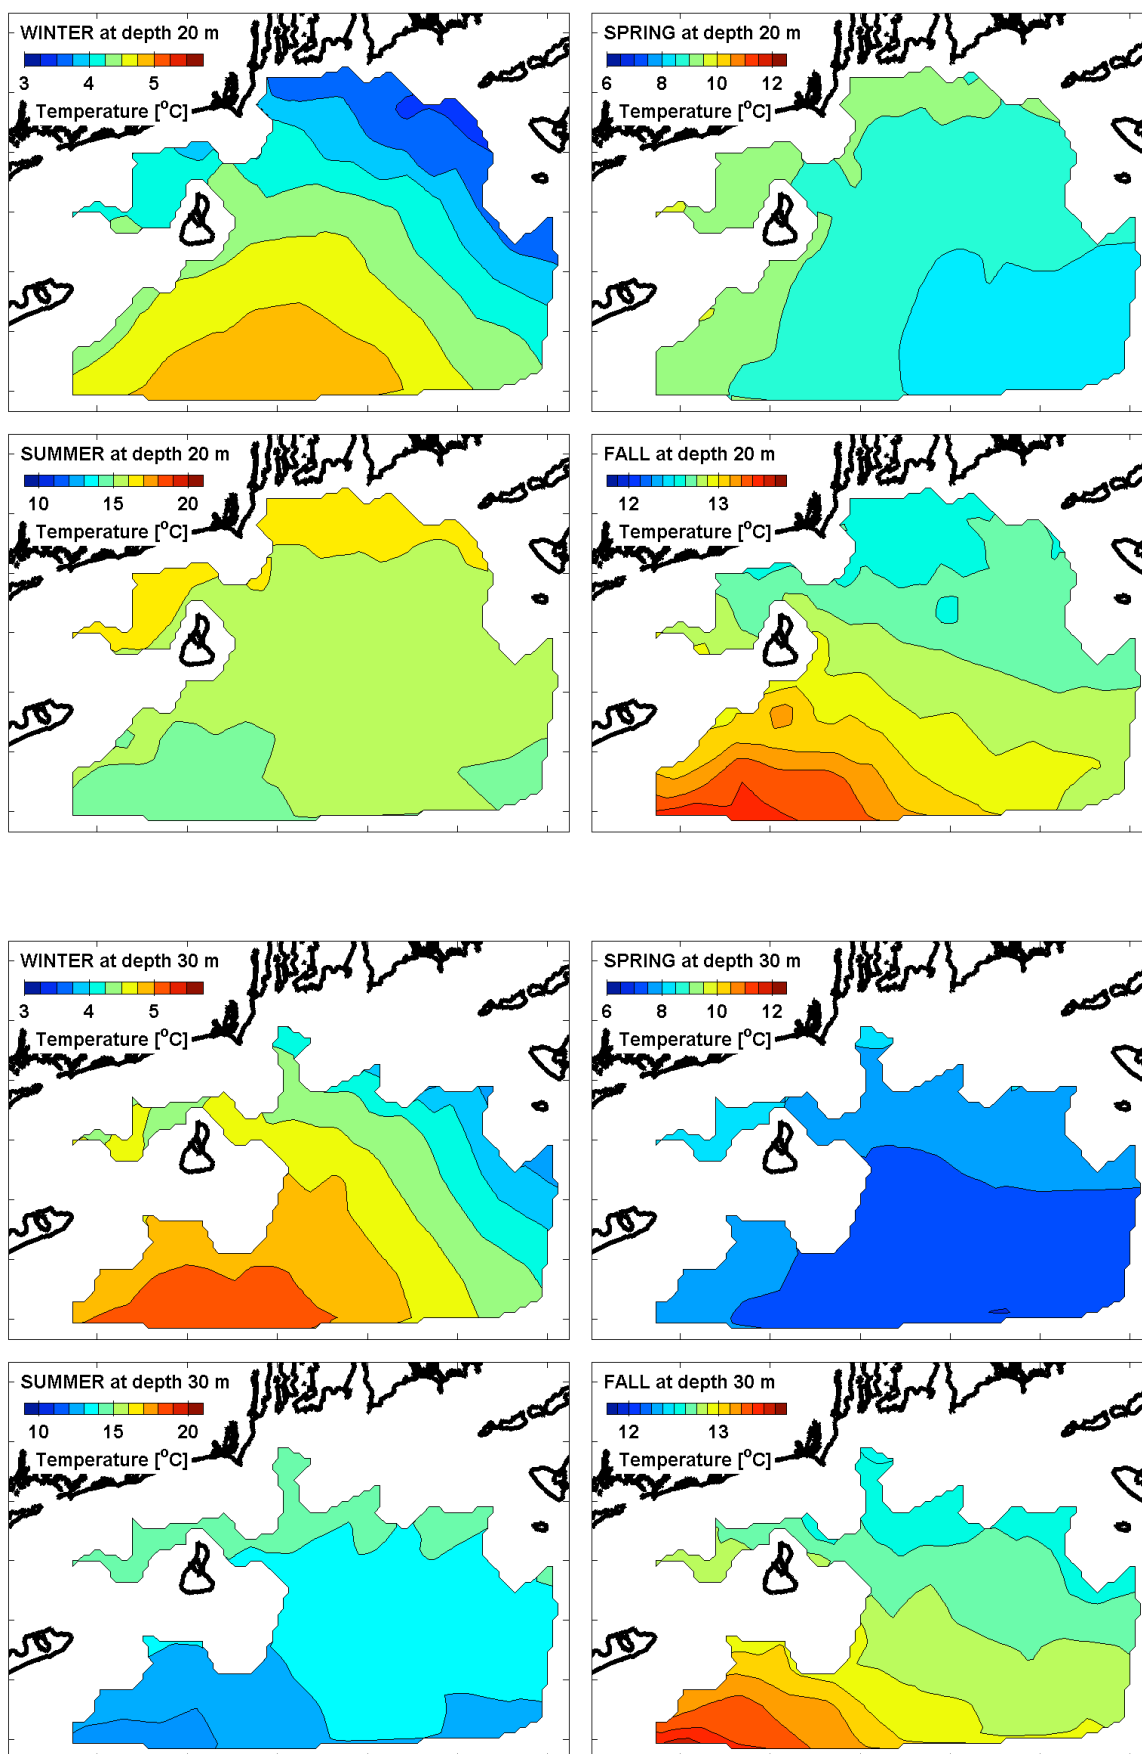 WINTER at depth 20 m
3 4 5
Temperature [°C]
SPRING at depth 20 m
6 8 10 12
Temperature [°C]
SUMMER at depth 20 m
10 15 20
Temperature [°C]
FALL at depth 20 m
12 13
Temperature [°C]
WINTER at depth 30 m
3 4 5
Temperature [°C]
SPRING at depth 30 m
6 8 10 12
Temperature [°C]
SUMMER at depth 30 m
10 15 20
Temperature [°C]
FALL at depth 30 m
12 13
Temperature [°C]